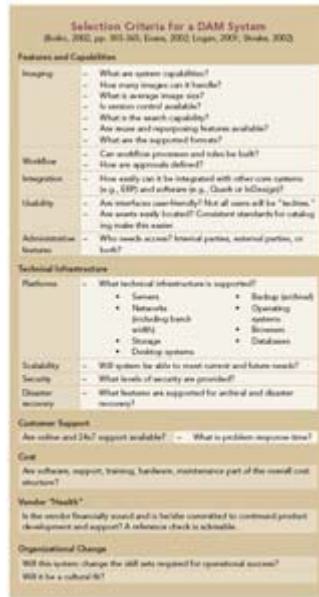 Selection Criteria for a DAM System
2002, pp. 2002, Logan, 2001, 2002)
Features and Capabilities
Imaging – What are system capabilities?
– How many images can it handle?
– What is average image size?
– Is version control available?
– What is the search capability?
– Are reuse and repurposing features available?
– What are the supported formats?
Workflow – Can workflow processes and rules be built?
– How are approvals defined?
Integration – How easily can it be integrated with other core systems
(e.g., ERP) and software (e.g., Quark or InDesign)?
Usability – Are interfaces user-friendly? Not all users will be "techies."
– Are assets easily located? Consistent standards for catalog
ing make this easier.
Administrative – Who needs access? Internal parties, external parties, or
features both?
Technical Infrastructure
Platforms – What technical infrastructure is supported?
• Servers • Backup (archival)
• Networks • Operating
(including band systems
width) • Browsers
• Storage • Databases
• Desktop systems
Scalability – Will system be able to meet current and future needs?
Security – What levels of security are provided?
Disaster – What features are supported for archival and disaster
recovery recovery?
Customer Support
Are online and 24x7 support available? – What is problem response time?
Cost
Are software, support, training, hardware, maintenance part of the overall cost
structure?
Vendor "Health"
Is the vendor financially sound and is he/she committed to continued product
development and support? A reference check is advisable.
Organizational Change
Will this system change the skill sets required for operational success?
Will it be a cultural fit?